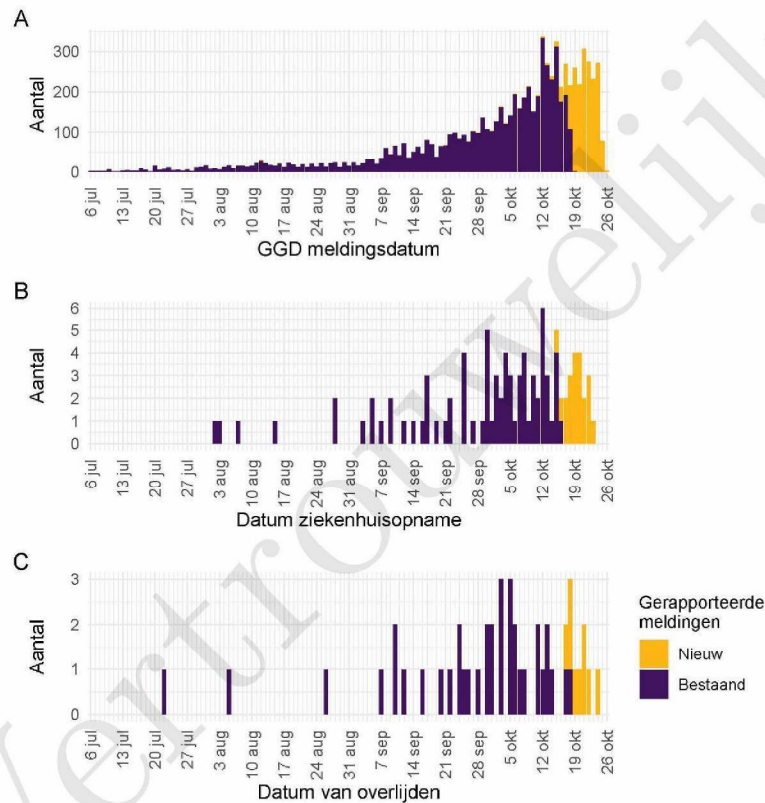 A
300
200
100
0
Aantal
6 jul
13 jul
20 jul
27 jul
3 aug
10 aug
17 aug
24 aug
31 aug
7 sep
14 sep
21 sep
28 sep
5 okt
12 okt
19 okt
26 okt
GGD meldingsdatum
B
6
5
4
3
2
1
0
Aantal
6 jul
13 jul
20 jul
27 jul
3 aug
10 aug
17 aug
24 aug
31 aug
7 sep
14 sep
21 sep
28 sep
5 okt
12 okt
19 okt
26 okt
Datum ziekenhuisopname
C
3
2
1
0
Aantal
6 jul
13 jul
20 jul
27 jul
3 aug
10 aug
17 aug
24 aug
31 aug
7 sep
14 sep
21 sep
28 sep
5 okt
12 okt
19 okt
26 okt
Datum van overlijden
Gerapporteerde
meldingen
Nieuw
Bestaand
Vertrouwelijk